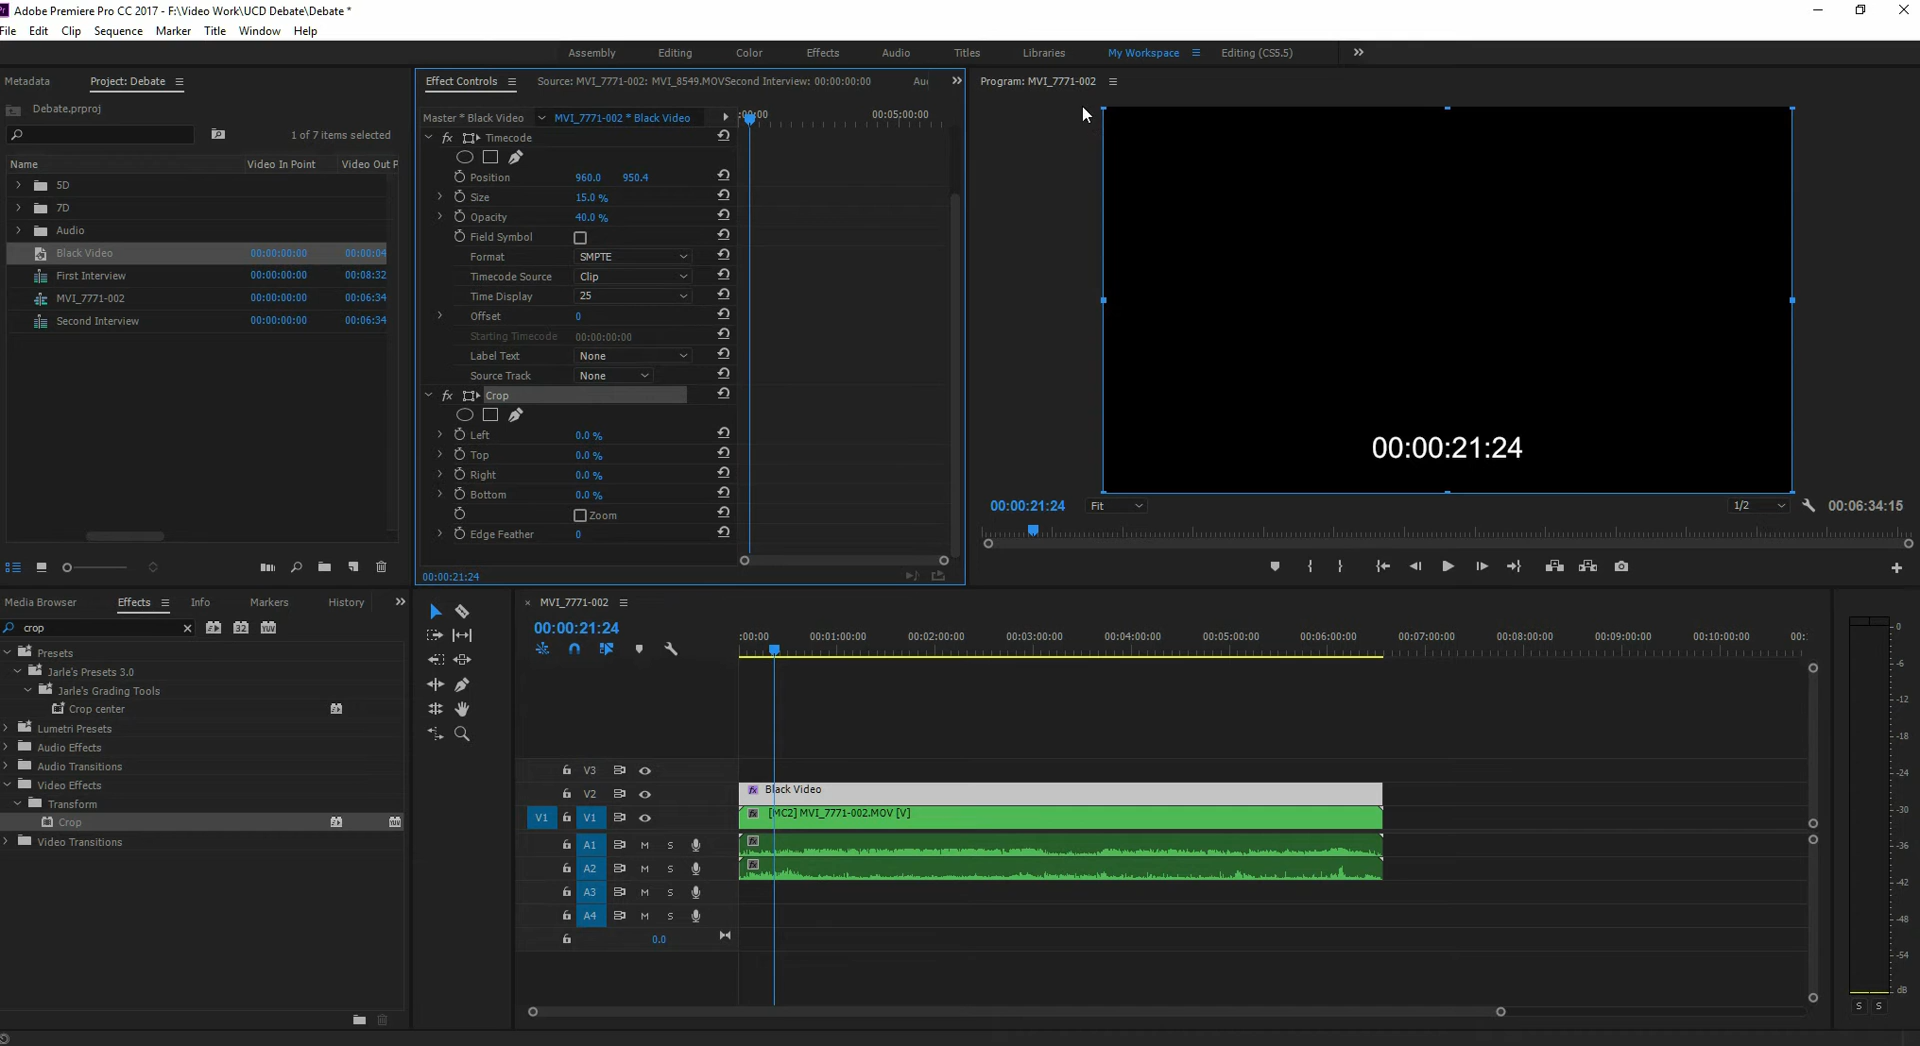 Adobe Premiere Pro CC 2017 - F:\Video Work\UCD Debate\Debate *
File Edit Clip Sequence Marker Title Window Help
Assembly Editing Color Effects Audio Titles Libraries My Workspace Editing (CS5.5)
Metadata Project: Debate
Debate.prproj
1 of 7 items selected
Name Video In Point Video Out P
5D
7D
Audio
Black Video 00:00:00:00 00:00:04
First Interview 00:00:00:00 00:08:32
MVI_7771-002 00:00:00:00 00:06:34
Second Interview 00:00:00:00 00:06:34
Effect Controls Source: MVI_7771-002: MVI_8549.MOVSecond Interview: 00:00:00:00 Au
Master * Black Video MVI_7771-002 * Black Video
:00:00 00:05:00:00
fx Timecode
Position 960.0 950.4
Size 15.0 %
Opacity 40.0 %
Field Symbol
Format SMPTE
Timecode Source Clip
Time Display 25
Offset 0
Starting Timecode 00:00:00:00
Label Text None
Source Track None
fx Crop
Left 0.0 %
Top 0.0 %
Right 0.0 %
Bottom 0.0 %
Zoom
Edge Feather 0
00:00:21:24
Program: MVI_7771-002
00:00:21:24
00:00:21:24 Fit 1/2 00:06:34:15
Media Browser Effects Info Markers History
crop
32 YUV
Presets
Jarle's Presets 3.0
Jarle's Grading Tools
Crop center
Lumetri Presets
Audio Effects
Audio Transitions
Video Effects
Transform
Crop
Video Transitions
MVI_7771-002
00:00:21:24
:00:00 00:01:00:00 00:02:00:00 00:03:00:00 00:04:00:00 00:05:00:00 00:06:00:00 00:07:00:00 00:08:00:00 00:09:00:00 00:10:00:00 00:
V3
V2 fx Black Video
V1 V1 fx [MC2] MVI_7771-002.MOV [V]
A1 M S fx
A2 M S fx
A3 M S
A4 M S
0.0
0
-6
-12
-18
-24
-30
-36
-42
-48
-54
dB
S S